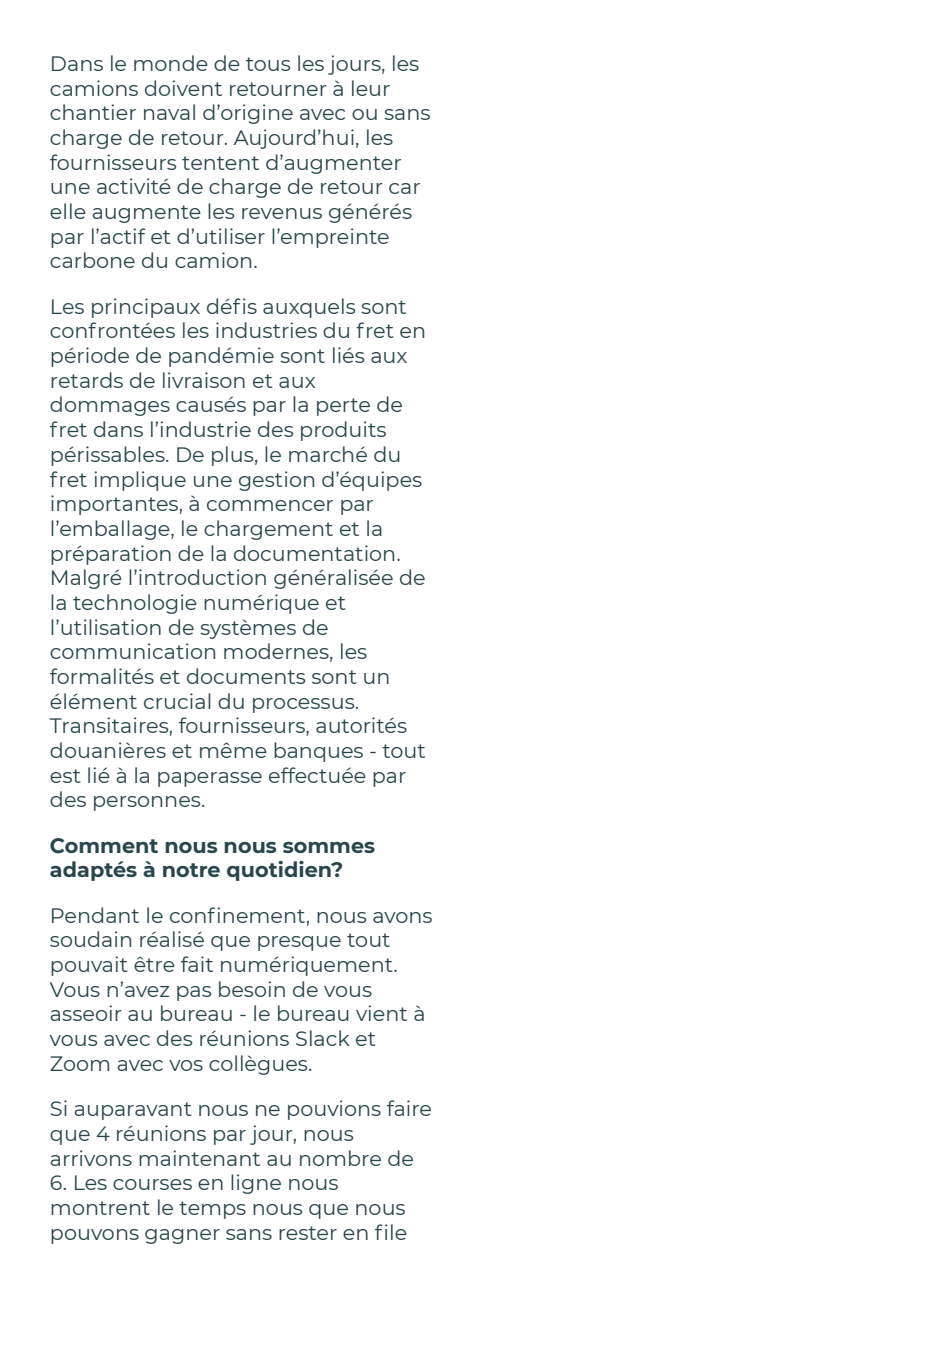 Dans le monde de tous les jours, les
camions doivent retourner à leur
chantier naval d’origine avec ou sans
charge de retour. Aujourd’hui, les
fournisseurs tentent d’augmenter
une activité de charge de retour car
elle augmente les revenus générés
par l’actif et d’utiliser l’empreinte
carbone du camion.
Les principaux défis auxquels sont
confrontées les industries du fret en
période de pandémie sont liés aux
retards de livraison et aux
dommages causés par la perte de
fret dans l’industrie des produits
périssables. De plus, le marché du
fret implique une gestion d’équipes
importantes, à commencer par
l’emballage, le chargement et la
préparation de la documentation.
Malgré l’introduction généralisée de
la technologie numérique et
l’utilisation de systèmes de
communication modernes, les
formalités et documents sont un
élément crucial du processus.
Transitaires, fournisseurs, autorités
douanières et même banques - tout
est lié à la paperasse effectuée par
des personnes.
Comment nous nous sommes
adaptés à notre quotidien?
Pendant le confinement, nous avons
soudain réalisé que presque tout
pouvait être fait numériquement.
Vous n’avez pas besoin de vous
asseoir au bureau - le bureau vient à
vous avec des réunions Slack et
Zoom avec vos collègues.
Si auparavant nous ne pouvions faire
que 4 réunions par jour, nous
arrivons maintenant au nombre de
6. Les courses en ligne nous
montrent le temps nous que nous
pouvons gagner sans rester en file